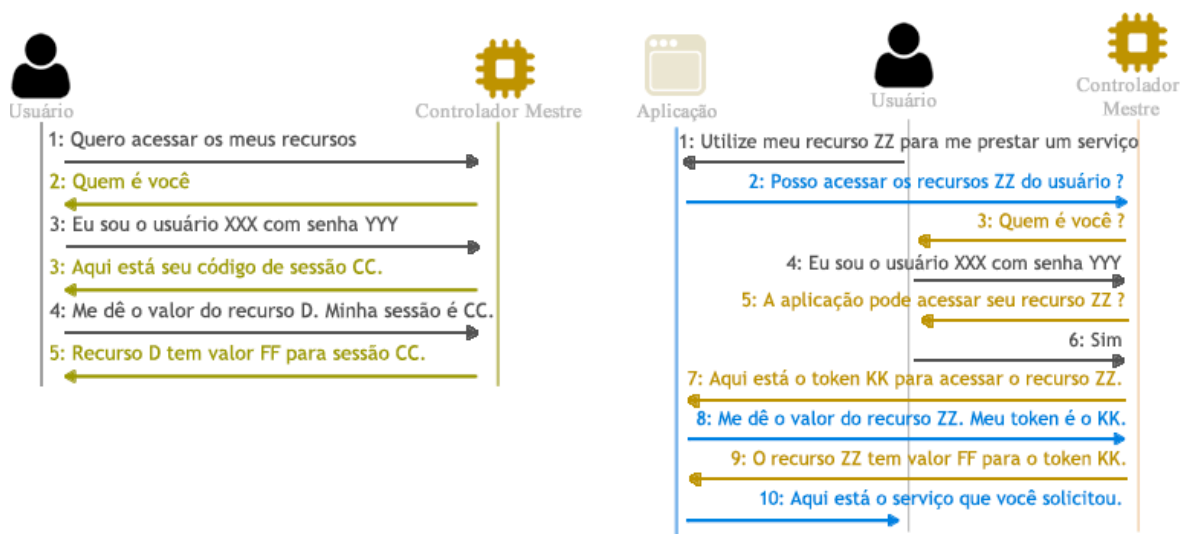 Usuário
Controlador Mestre
1: Quero acessar os meus recursos
2: Quem é você
3: Eu sou o usuário XXX com senha YYY
3: Aqui está seu código de sessão CC.
4: Me dê o valor do recurso D. Minha sessão é CC.
5: Recurso D tem valor FF para sessão CC.
Aplicação
Usuário
Controlador
Mestre
1: Utilize meu recurso ZZ para me prestar um serviço
2: Posso acessar os recursos ZZ do usuário ?
3: Quem é você ?
4: Eu sou o usuário XXX com senha YYY
5: A aplicação pode acessar seu recurso ZZ ?
6: Sim
7: Aqui está o token KK para acessar o recurso ZZ.
8: Me dê o valor do recurso ZZ. Meu token é o KK.
9: O recurso ZZ tem valor FF para o token KK.
10: Aqui está o serviço que você solicitou.